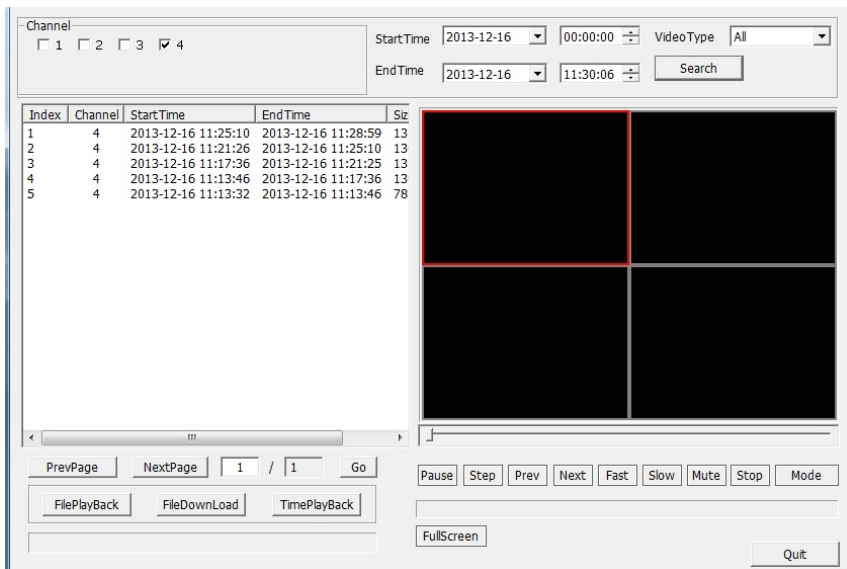 Channel
1 2 3 4
StartTime 2013-12-16 00:00:00 VideoType All
EndTime 2013-12-16 11:30:06 Search
Index Channel StartTime EndTime Siz
1 4 2013-12-16 11:25:10 2013-12-16 11:28:59 13
2 4 2013-12-16 11:21:26 2013-12-16 11:25:10 13
3 4 2013-12-16 11:17:36 2013-12-16 11:21:25 13
4 4 2013-12-16 11:13:46 2013-12-16 11:17:36 13
5 4 2013-12-16 11:13:32 2013-12-16 11:13:46 78
PrevPage NextPage 1 / 1 Go
FilePlayBack FileDownLoad TimePlayBack
Pause Step Prev Next Fast Slow Mute Stop Mode
FullScreen
Quit